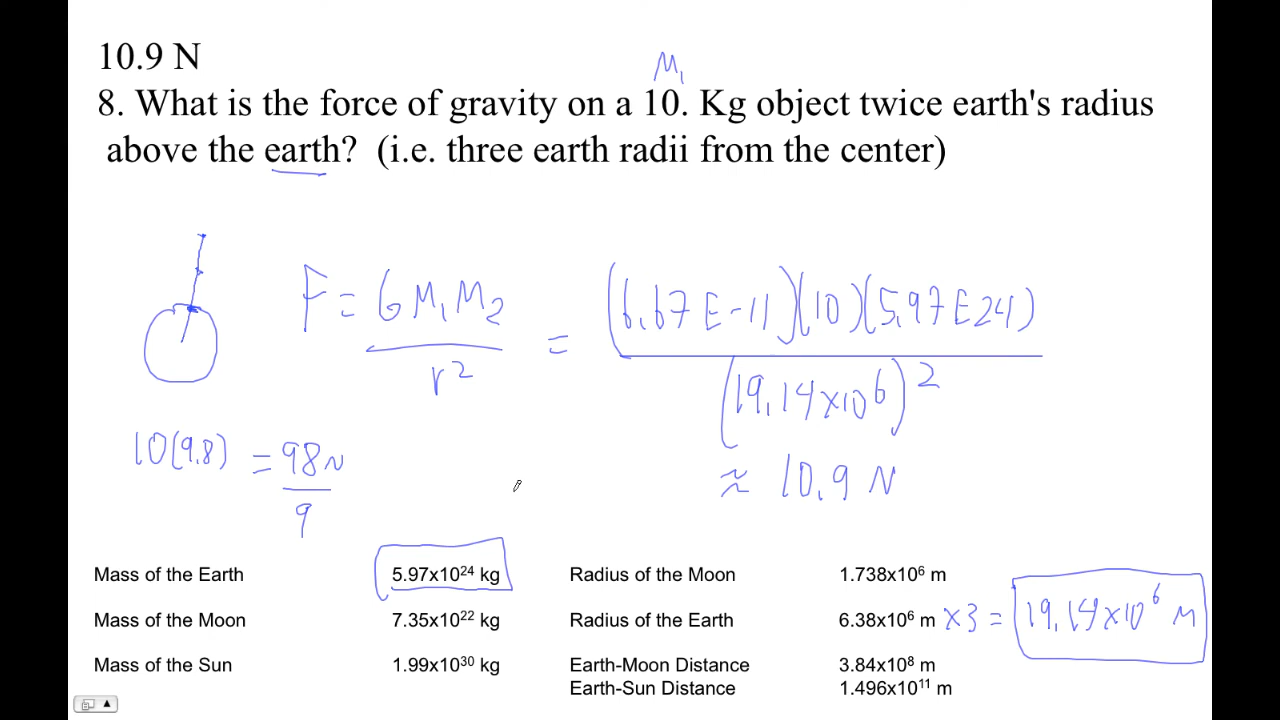 10.9 N
M₁
8. What is the force of gravity on a 10. Kg object twice earth's radius
above the earth? (i.e. three earth radii from the center)
F = G M₁ M₂ / r² = (6.67 E-11)(10)(5.97 E24) / (19.14x10⁶)²
≈ 10.9 N
10(9.8) = 98N / 9
Mass of the Earth 5.97x10²⁴ kg Radius of the Moon 1.738x10⁶ m
Mass of the Moon 7.35x10²² kg Radius of the Earth 6.38x10⁶ m x3 = 19.14x10⁶ M
Mass of the Sun 1.99x10³⁰ kg Earth-Moon Distance 3.84x10⁸ m
Earth-Sun Distance 1.496x10¹¹ m